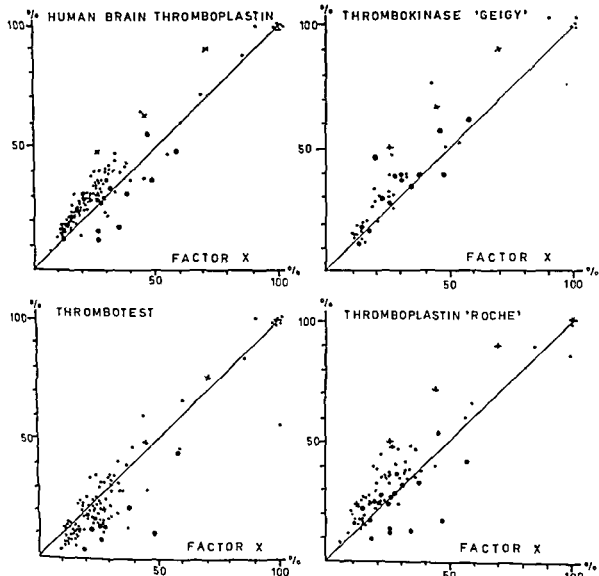 % HUMAN BRAIN THROMBOPLASTIN
100
50
FACTOR X
50 100 %
% THROMBOKINASE 'GEIGY'
100
50
FACTOR X
50 100 %
% THROMBOTEST
100
50
FACTOR X
50 100 %
% THROMBOPLASTIN 'ROCHE'
100
50
FACTOR X
50 100 %